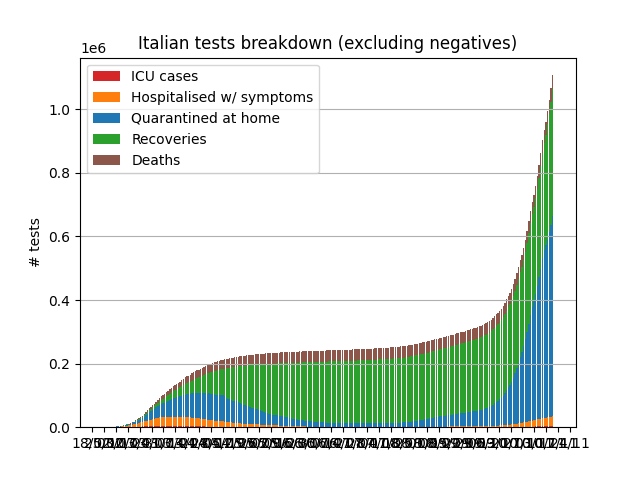 Italian tests breakdown (excluding negatives)
1e6
ICU cases
Hospitalised w/ symptoms
Quarantined at home
Recoveries
Deaths
# tests
1.0
0.8
0.6
0.4
0.2
0.0